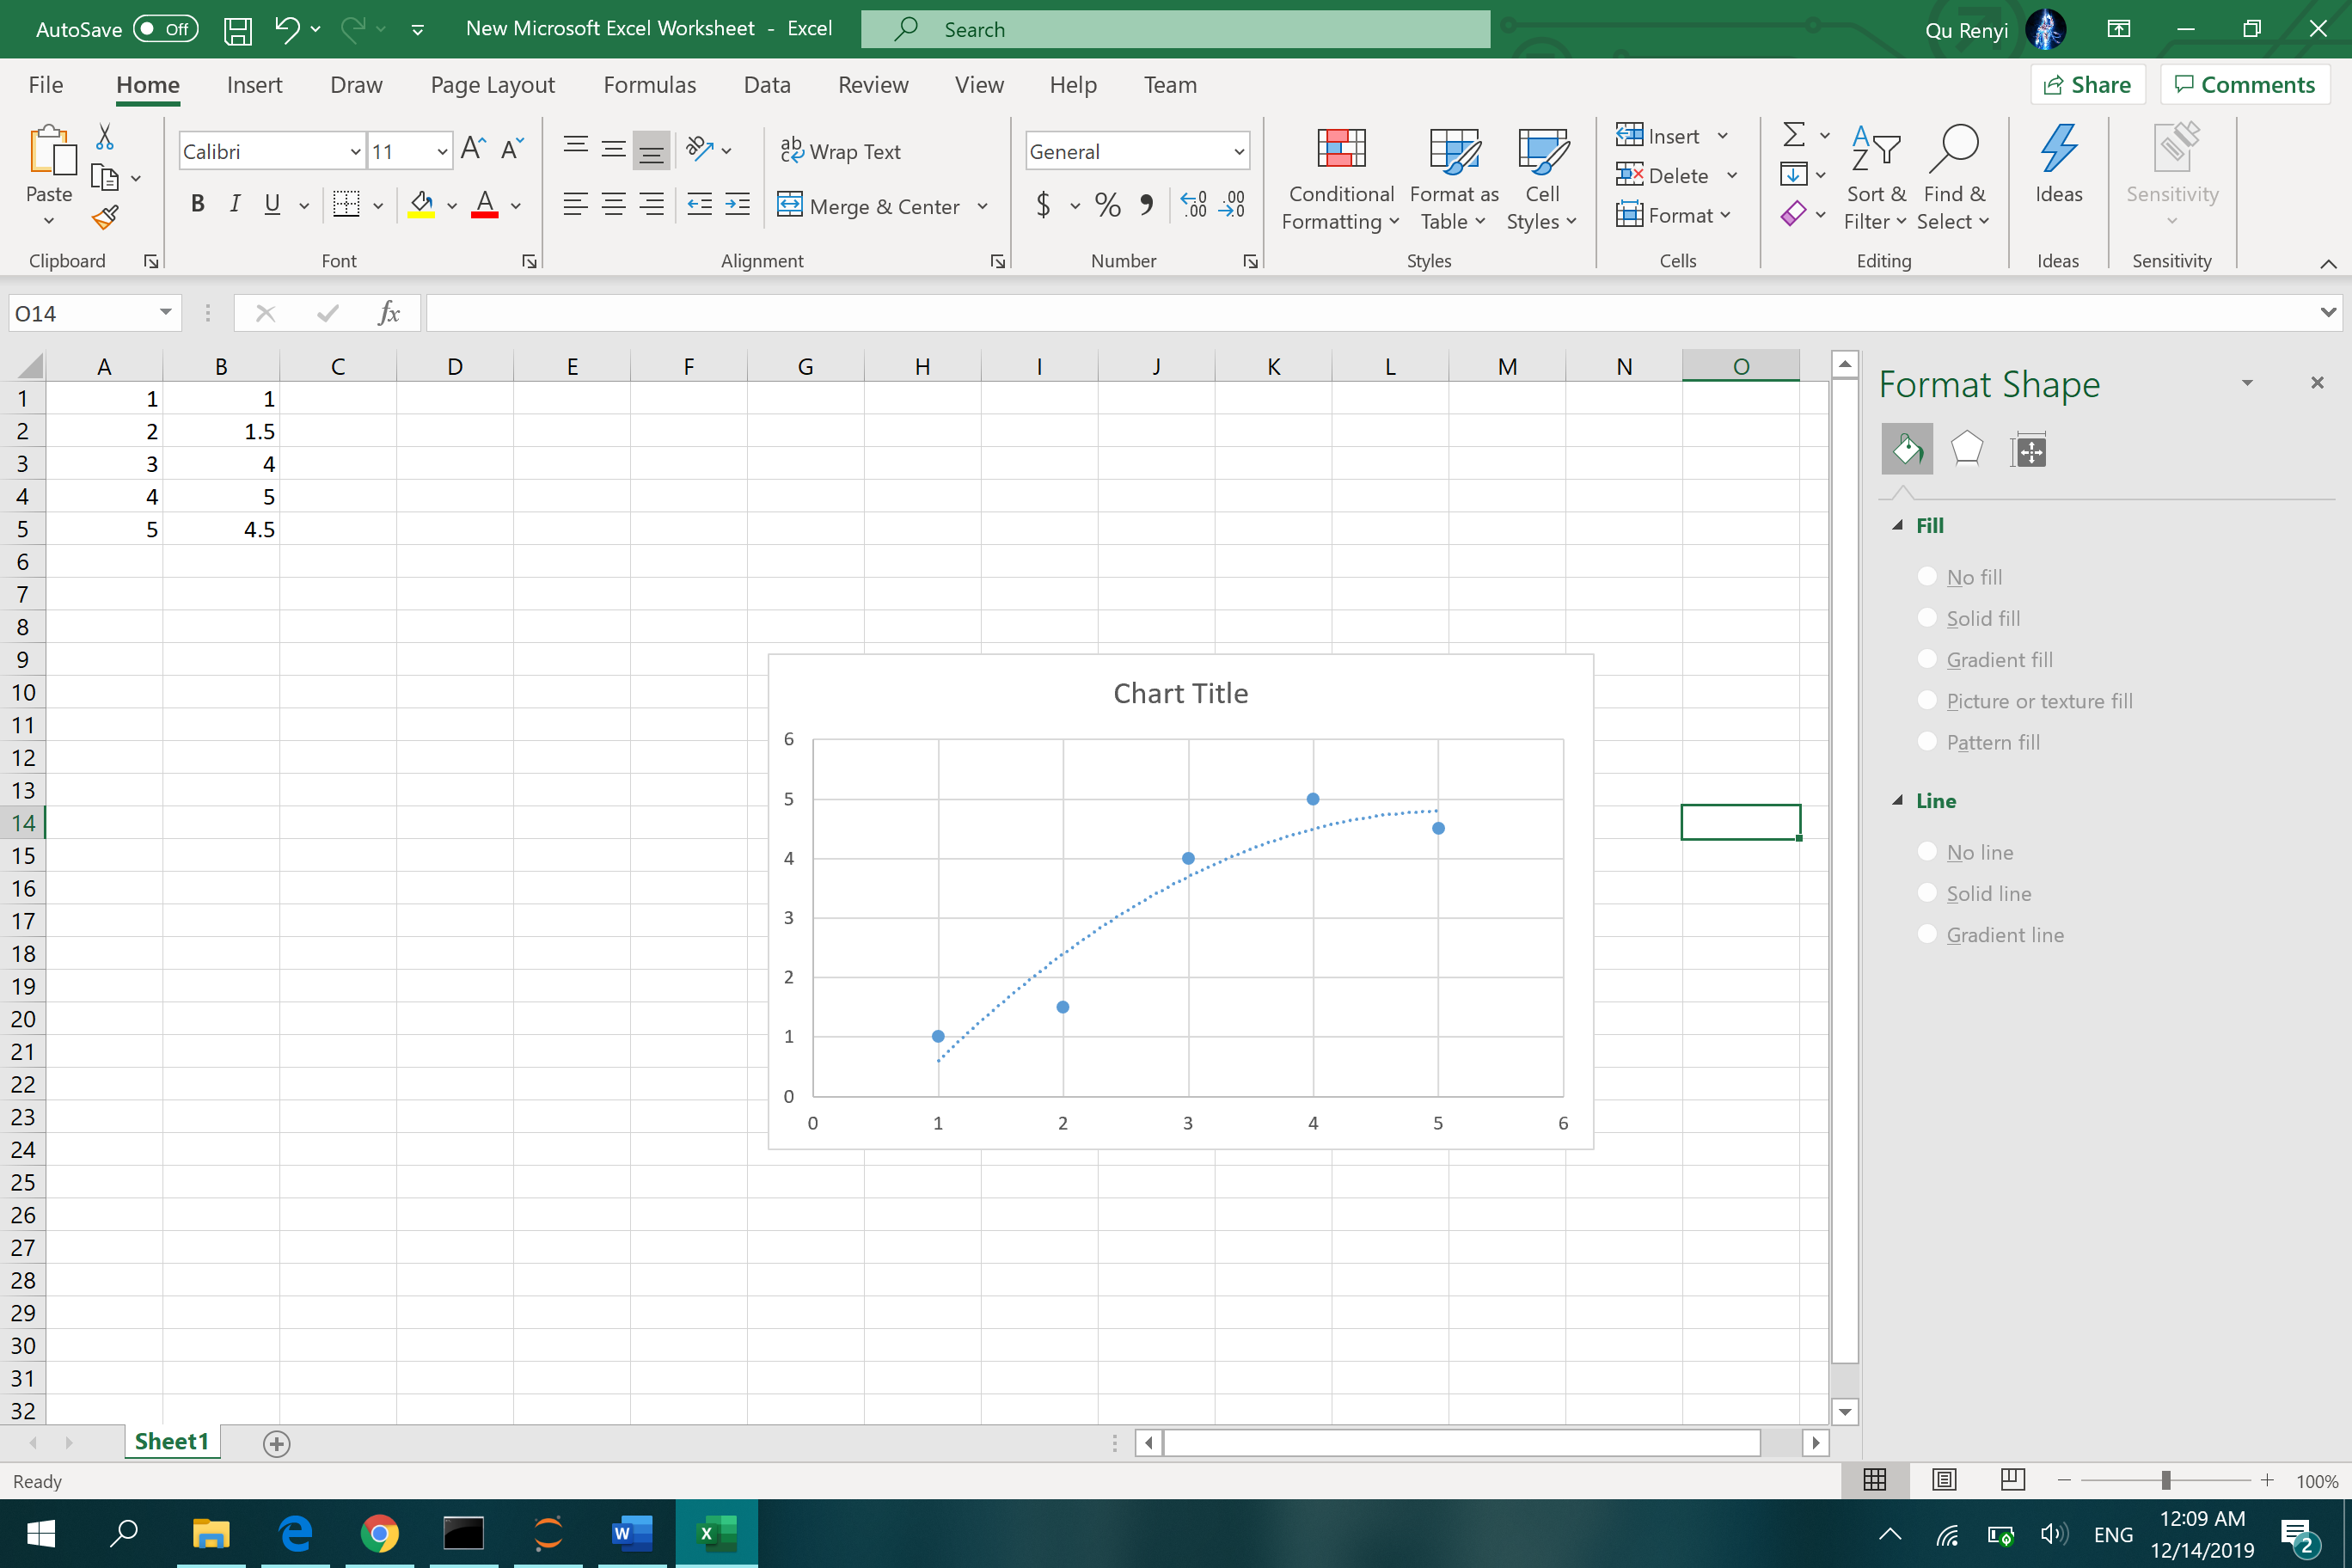 AutoSave Off New Microsoft Excel Worksheet - Excel Search Qu Renyi
File Home Insert Draw Page Layout Formulas Data Review View Help Team Share Comments
Paste
Clipboard
Calibri 11
B I U A
Font
ab Wrap Text
Merge & Center
Alignment
General
$ % 9 .00 .00
Number
Conditional Formatting
Format as Table
Cell Styles
Styles
Insert
Delete
Format
Cells
Sort & Filter
Find & Select
Editing
Ideas
Ideas
Sensitivity
Sensitivity
O14 fx
A B C D E F G H I J K L M N O
1 1 1
2 2 1.5
3 3 4
4 4 5
5 5 4.5
6
7
8
9
10
11
12
13
14
15
16
17
18
19
20
21
22
23
24
25
26
27
28
29
30
31
32
Chart Title
6
5
4
3
2
1
0
0 1 2 3 4 5 6
Format Shape
Fill
No fill
Solid fill
Gradient fill
Picture or texture fill
Pattern fill
Line
No line
Solid line
Gradient line
Sheet1
Ready 100%
ENG 12:09 AM
12/14/2019 2